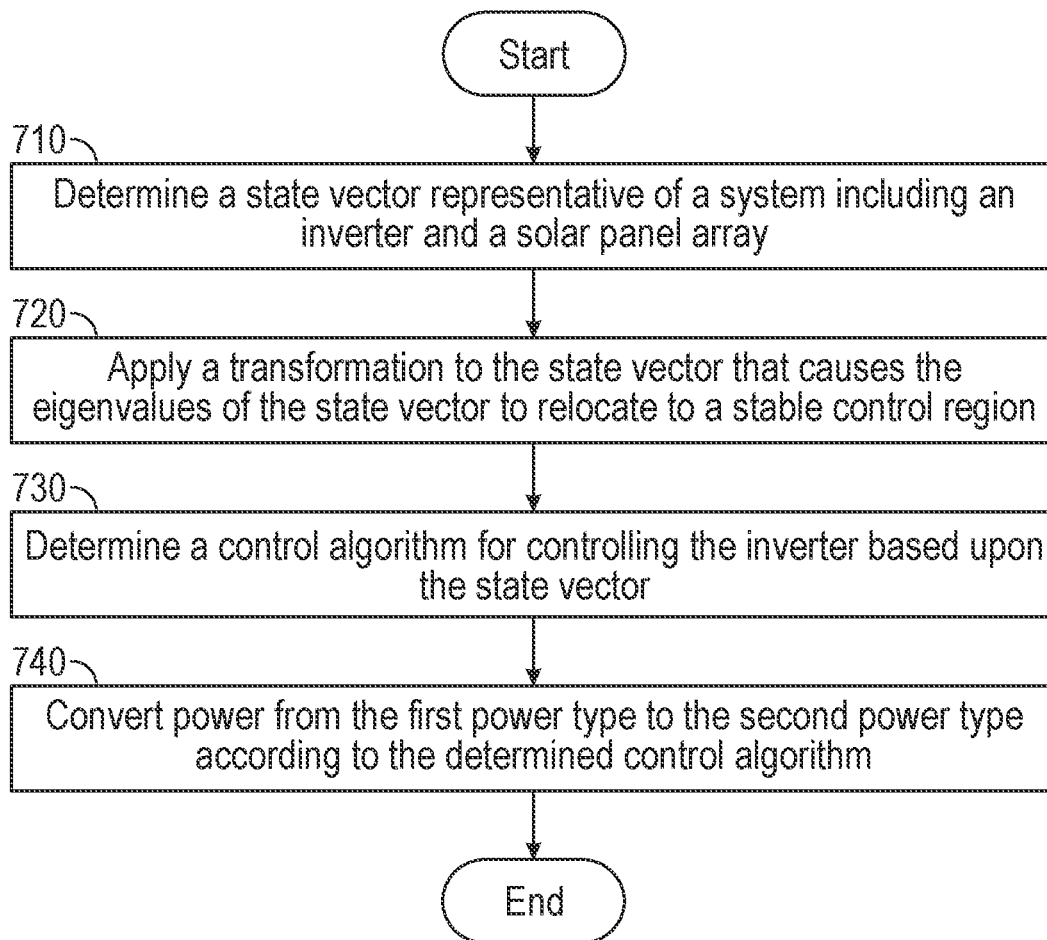 Start
710
Determine a state vector representative of a system including an
inverter and a solar panel array
720
Apply a transformation to the state vector that causes the
eigenvalues of the state vector to relocate to a stable control region
730
Determine a control algorithm for controlling the inverter based upon
the state vector
740
Convert power from the first power type to the second power type
according to the determined control algorithm
End